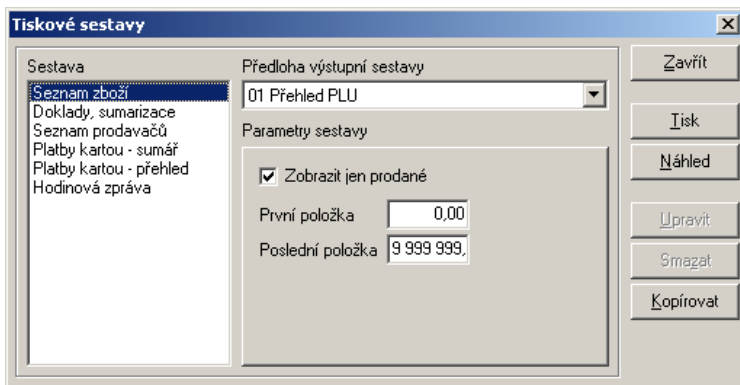 Tiskové sestavy
Sestava
Seznam zboží
Doklady, sumarizace
Seznam prodavačů
Platby kartou - sumář
Platby kartou - přehled
Hodinová zpráva
Předloha výstupní sestavy
01 Přehled PLU
Parametry sestavy
Zobrazit jen prodané
První položka 0,00
Poslední položka 9 999 999,
Zavřít
Tisk
Náhled
Upravit
Smazat
Kopírovat